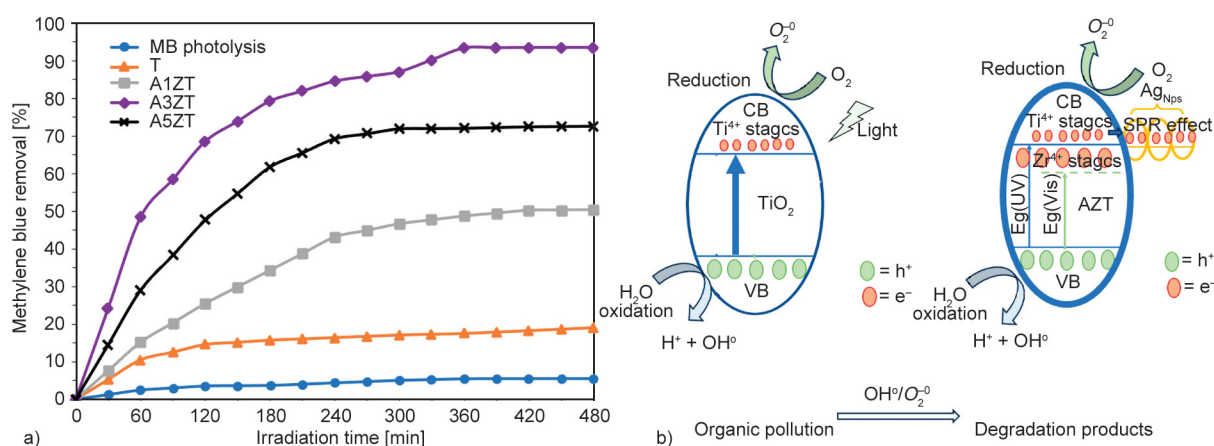 100
90
80
70
60
50
40
30
20
10
0
Methylene blue removal [%]
MB photolysis
T
A1ZT
A3ZT
A5ZT
0 60 120 180 240 300 360 420 480
Irradiation time [min]
a)
O₂⁻⁰
Reduction
O₂
CB
Ti⁴⁺ stagcs
Light
TiO₂
VB
H₂O
oxidation
H⁺ + OHº
= h⁺
= e⁻
O₂⁻⁰
Reduction
O₂
AgNps
CB
Ti⁴⁺ stagcs
SPR effect
Zr⁴⁺ stagcs
Eg(UV)
Eg(Vis)
AZT
VB
H₂O
oxidation
H⁺ + OHº
= h⁺
= e⁻
b)
Organic pollution
OHº/O₂⁻⁰
Degradation products